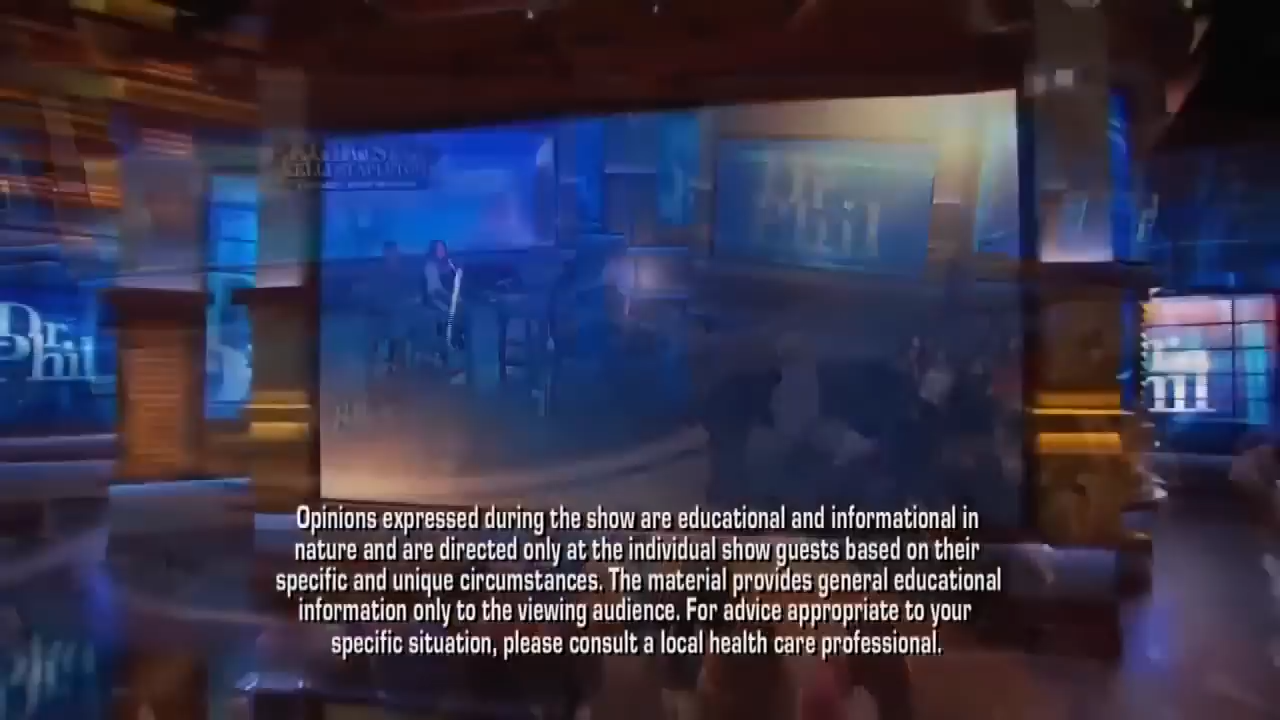 Dr.
Phil
Dr.
Phil
Opinions expressed during the show are educational and informational in
nature and are directed only at the individual show guests based on their
specific and unique circumstances. The material provides general educational
information only to the viewing audience. For advice appropriate to your
specific situation, please consult a local health care professional.